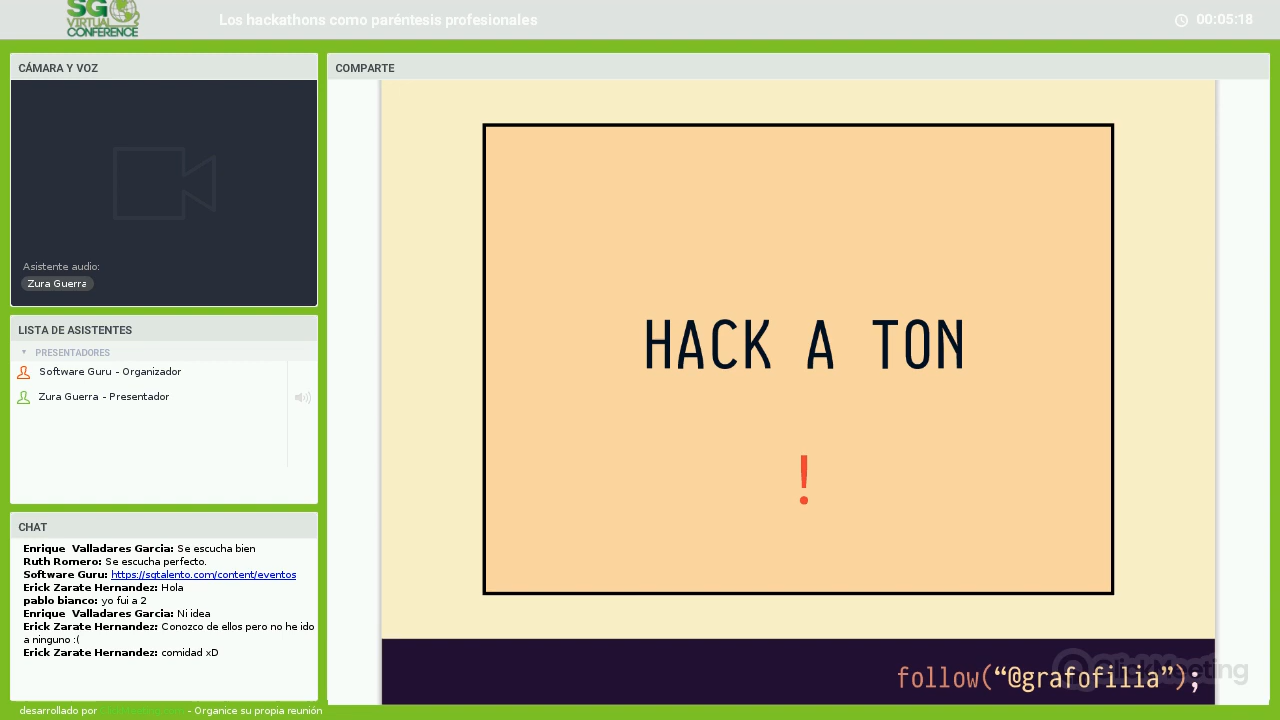 SG
VIRTUAL
CONFERENCE
Los hackathons como paréntesis profesionales
00:05:18
CÁMARA Y VOZ
Asistente audio:
Zura Guerra
LISTA DE ASISTENTES
PRESENTADORES
Software Guru - Organizador
Zura Guerra - Presentador
CHAT
Enrique Valladares Garcia: Se escucha bien
Ruth Romero: Se escucha perfecto.
Software Guru: https://sgtalento.com/content/eventos
Erick Zarate Hernandez: Hola
pablo bianco: yo fui a 2
Enrique Valladares Garcia: Ni idea
Erick Zarate Hernandez: Conozco de ellos pero no he ido
a ninguno :(
Erick Zarate Hernandez: comidad xD
desarrollado por
- Organice su propia reunión
COMPARTE
HACK A TON
!
follow(“@grafofilia”);
ClickMeeting